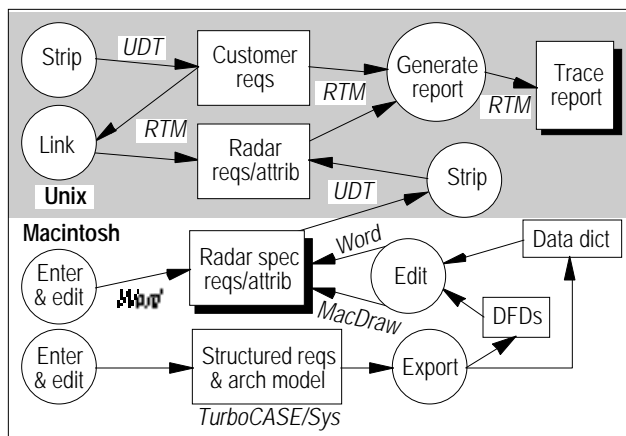 Strip
UDT
Customer
reqs
Generate
report
Trace
report
RTM
RTM
Link
RTM
Radar
reqs/attrib
Unix
UDT
Strip
Macintosh
Enter
& edit
Radar spec
reqs/attrib
Word
Edit
Data dict
MacDraw
DFDs
Enter
& edit
Structured reqs
& arch model
Export
TurboCASE/Sys